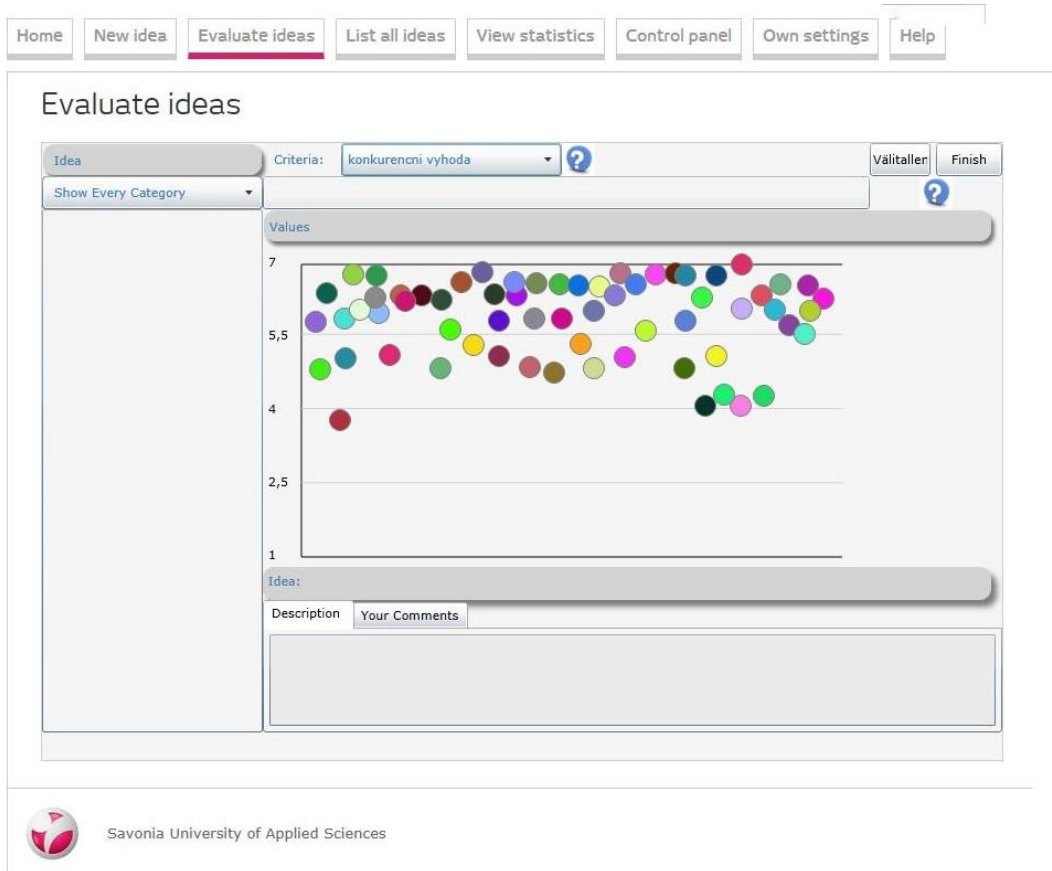 Home New idea Evaluate ideas List all ideas View statistics Control panel Own settings Help
Evaluate ideas
Idea Criteria: konkurencni vyhoda ? Välitallen Finish
Show Every Category ?
Values
7
5,5
4
2,5
1
Idea:
Description Your Comments
Savonia University of Applied Sciences